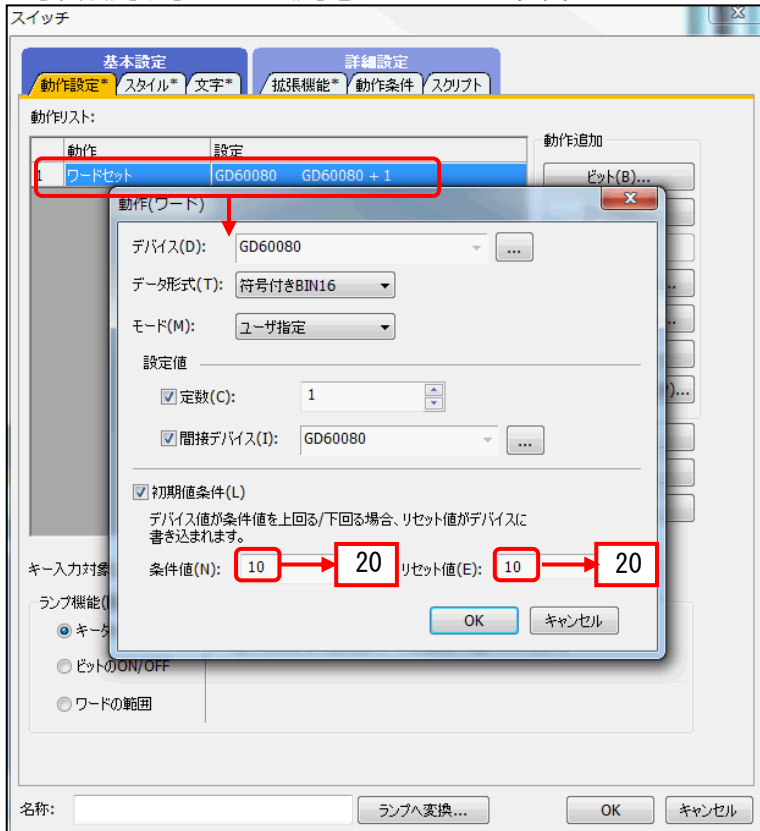 スイッチ
基本設定
詳細設定
動作設定*
スタイル*
文字*
拡張機能*
動作条件
スクリプト
動作リスト:
動作 設定
1 ワードセット GD60080 GD60080 + 1
動作追加
ビット(B)...
動作(ワード)
デバイス(D): GD60080 ...
データ形式(T): 符号付きBIN16
モード(M): ユーザ指定
設定値
定数(C): 1
間接デバイス(I): GD60080 ...
初期値条件(L)
デバイス値が条件値を上回る/下回る場合、リセット値がデバイスに
書き込まれます。
条件値(N): 10 20 リセット値(E): 10 20
OK キャンセル
キー入力対象
ランプ機能(
キータ
ビットのON/OFF
ワードの範囲
名称:
ランプへ変換...
OK
キャンセル